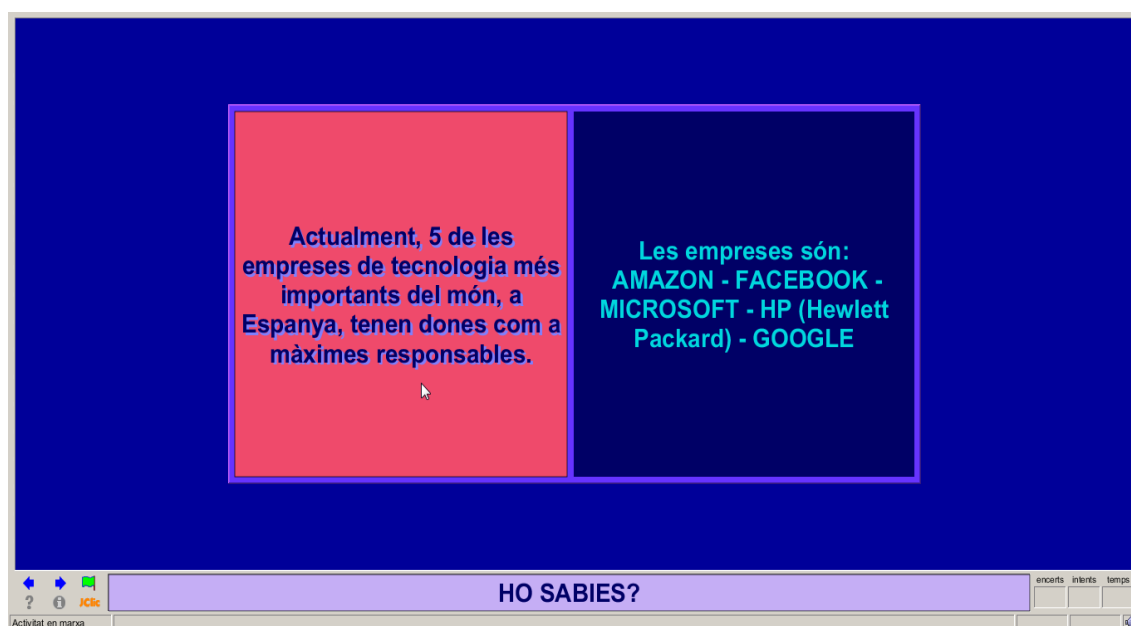 Actualment, 5 de les
empreses de tecnologia més
importants del món, a
Espanya, tenen dones com a
màximes responsables.
Les empreses són:
AMAZON - FACEBOOK -
MICROSOFT - HP (Hewlett
Packard) - GOOGLE
HO SABIES?
encerts intents temps
JClic
Activitat en marxa